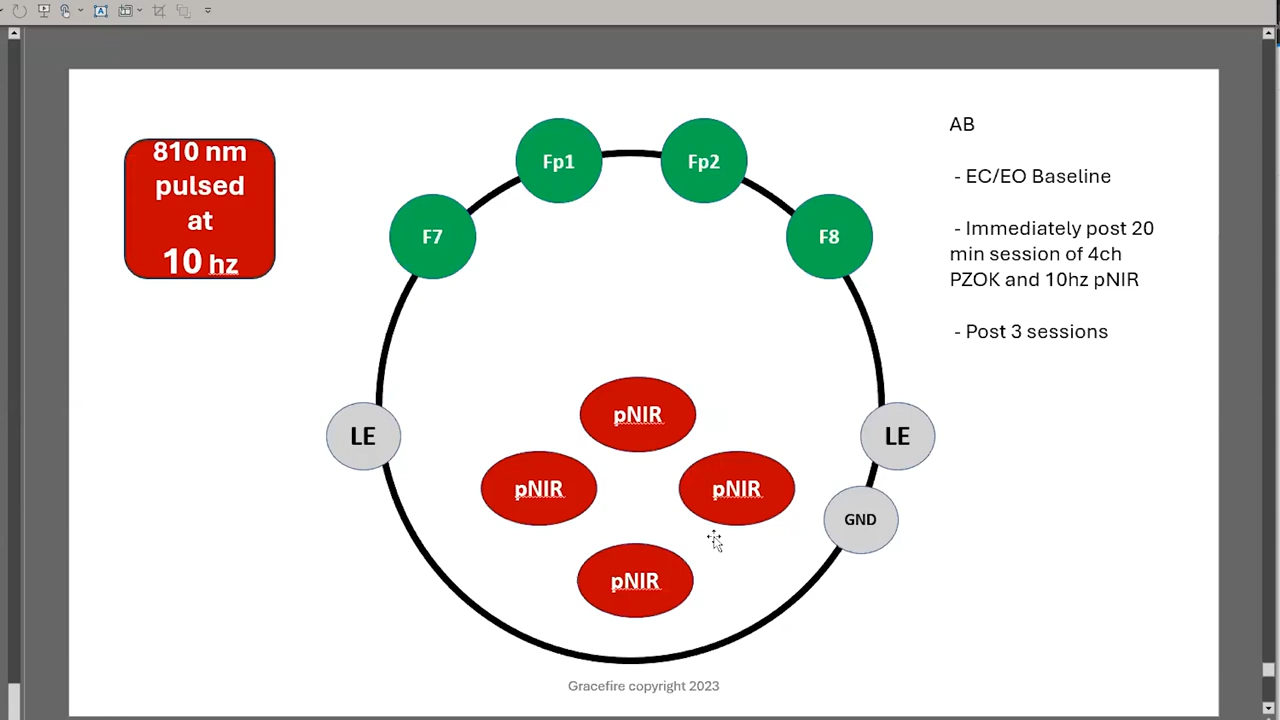 810 nm
pulsed
at
10 hz
Fp1
Fp2
F7
F8
LE
LE
GND
pNIR
pNIR
pNIR
pNIR
AB
- EC/EO Baseline
- Immediately post 20
min session of 4ch
PZOK and 10hz pNIR
- Post 3 sessions
Gracefire copyright 2023